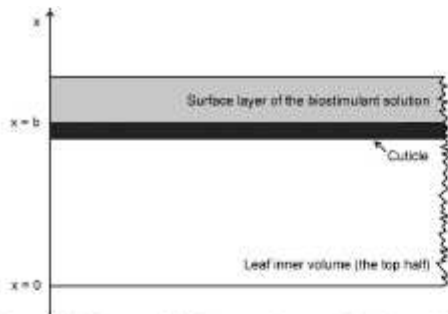 x
Surface layer of the biostimulant solution
x = b
Cuticle
Leaf inner volume (the top half)
x = 0